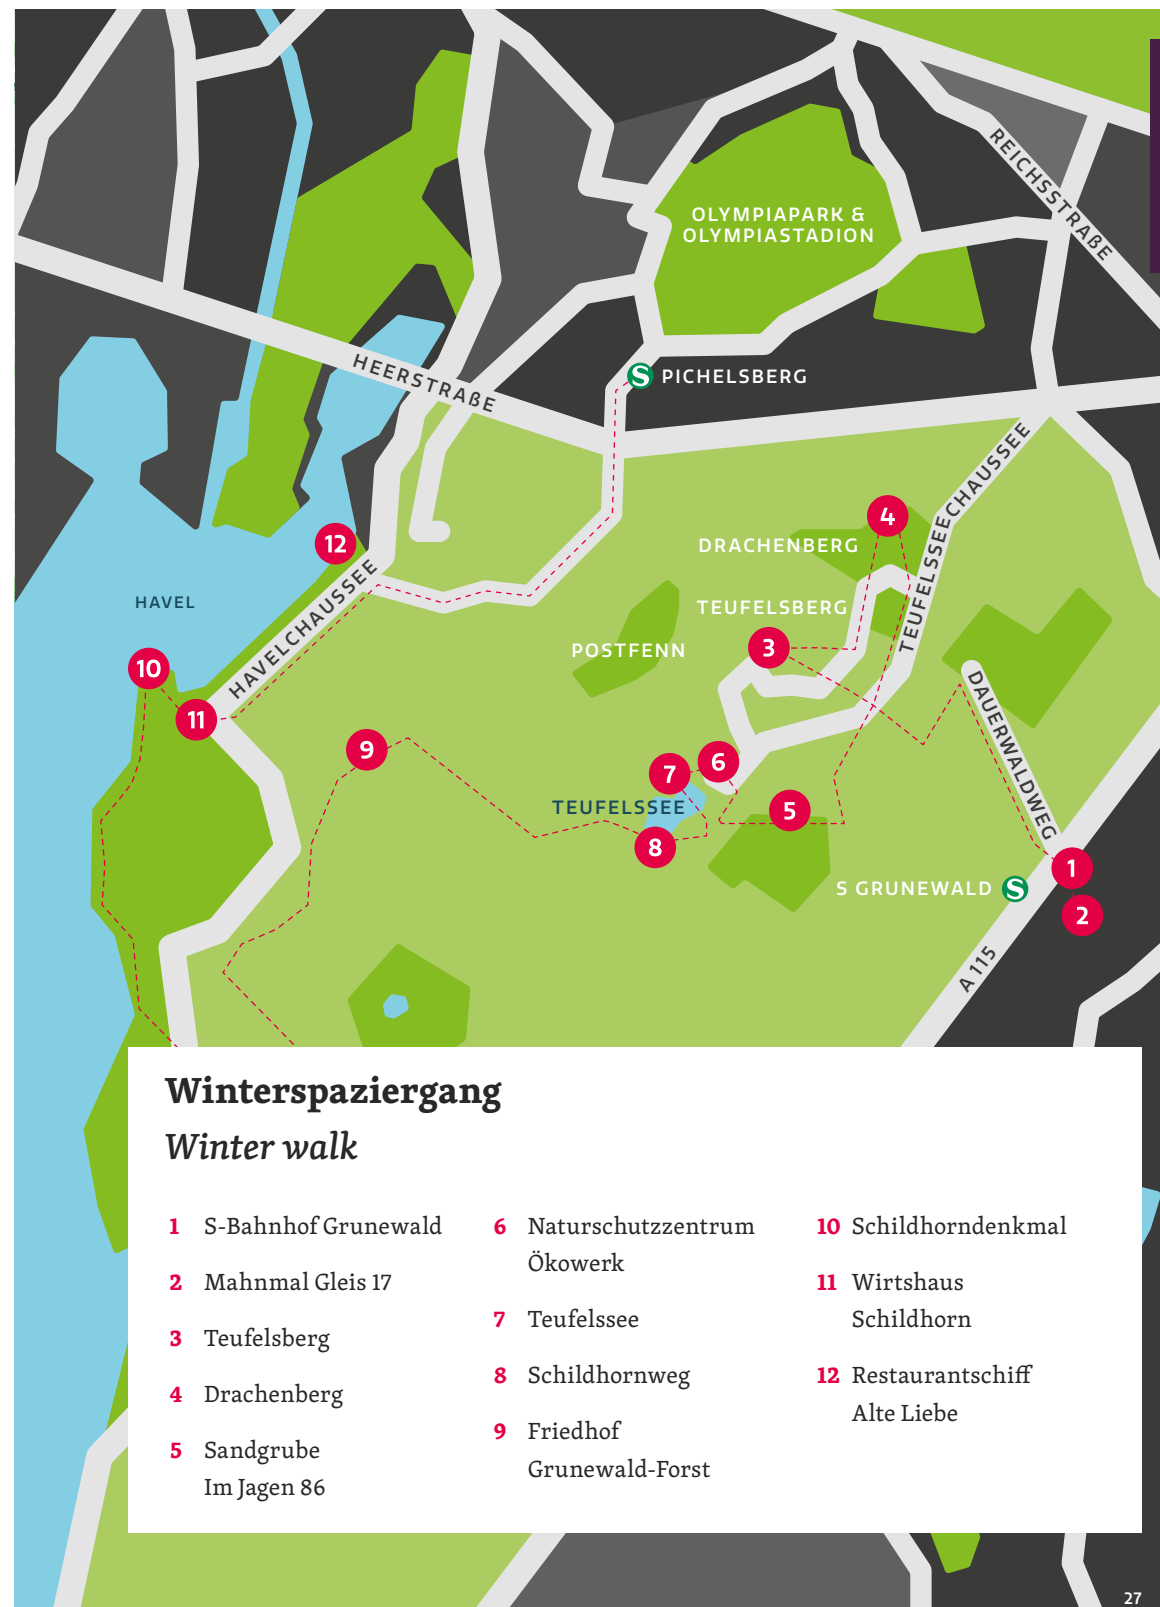 REICHSSTRAßE
OLYMPIAPARK &
OLYMPIASTADION
HEERSTRAßE
S PICHELSBERG
4
DRACHENBERG
TEUFELSSEECHAUSSEE
12
HAVEL
HAVELCHAUSSEE
TEUFELSBERG
POSTFENN
3
10
11
DAUERWALDWEG
9
7
6
TEUFELSSEE
5
8
1
S GRUNEWALD S
2
A 115
Winterspaziergang
Winter walk
1 S-Bahnhof Grunewald
2 Mahnmal Gleis 17
3 Teufelsberg
4 Drachenberg
5 Sandgrube
Im Jagen 86
6 Naturschutzzentrum
Ökowerk
7 Teufelssee
8 Schildhornweg
9 Friedhof
Grunewald-Forst
10 Schildhorndenkmal
11 Wirtshaus
Schildhorn
12 Restaurantschiff
Alte Liebe
27